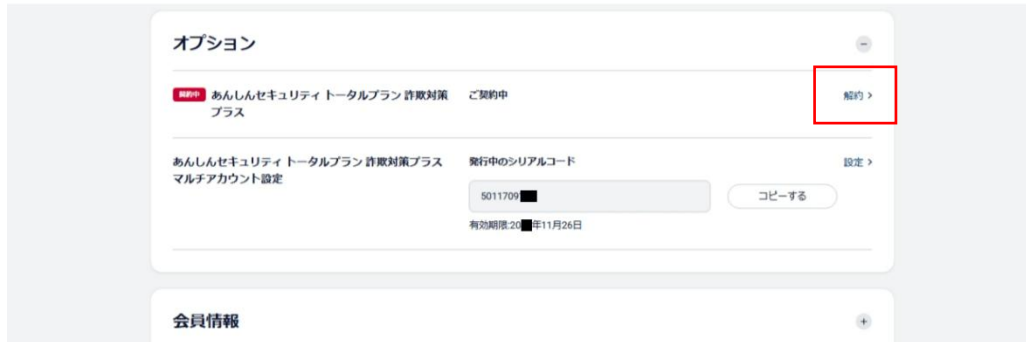 オプション
契約中 あんしんセキュリティ トータルプラン 詐欺対策 ご契約中 解約 >
プラス
あんしんセキュリティ トータルプラン 詐欺対策プラス 発行中のシリアルコード 設定 >
マルチアカウント設定
5011709 コピーする
有効期限:20 年11月26日
会員情報